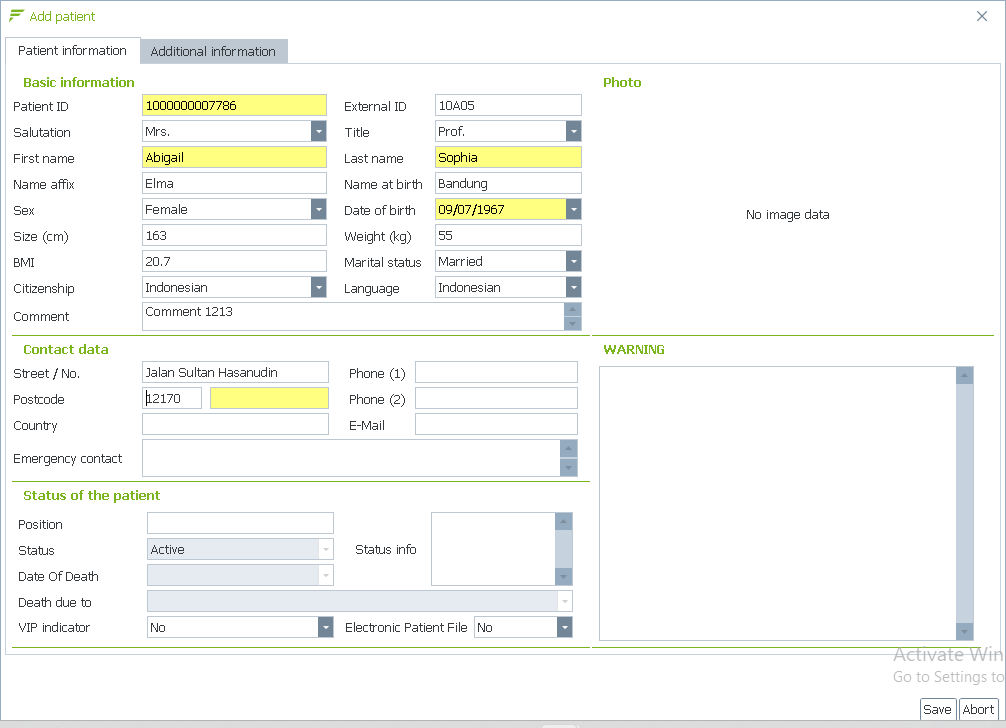 Add patient
Patient information Additional information
Basic information Photo
Patient ID 1000000007786 External ID 10A05
Salutation Mrs. Title Prof.
First name Abigail Last name Sophia
Name affix Elma Name at birth Bandung
Sex Female Date of birth 09/07/1967
No image data
Size (cm) 163 Weight (kg) 55
BMI 20.7 Marital status Married
Citizenship Indonesian Language Indonesian
Comment Comment 1213
Contact data WARNING
Street / No. Jalan Sultan Hasanudin Phone (1)
Postcode 12170 Phone (2)
Country E-Mail
Emergency contact
Status of the patient
Position
Status Active Status info
Date Of Death
Death due to
VIP indicator No Electronic Patient File No
Activate Win
Go to Settings to
Save Abort